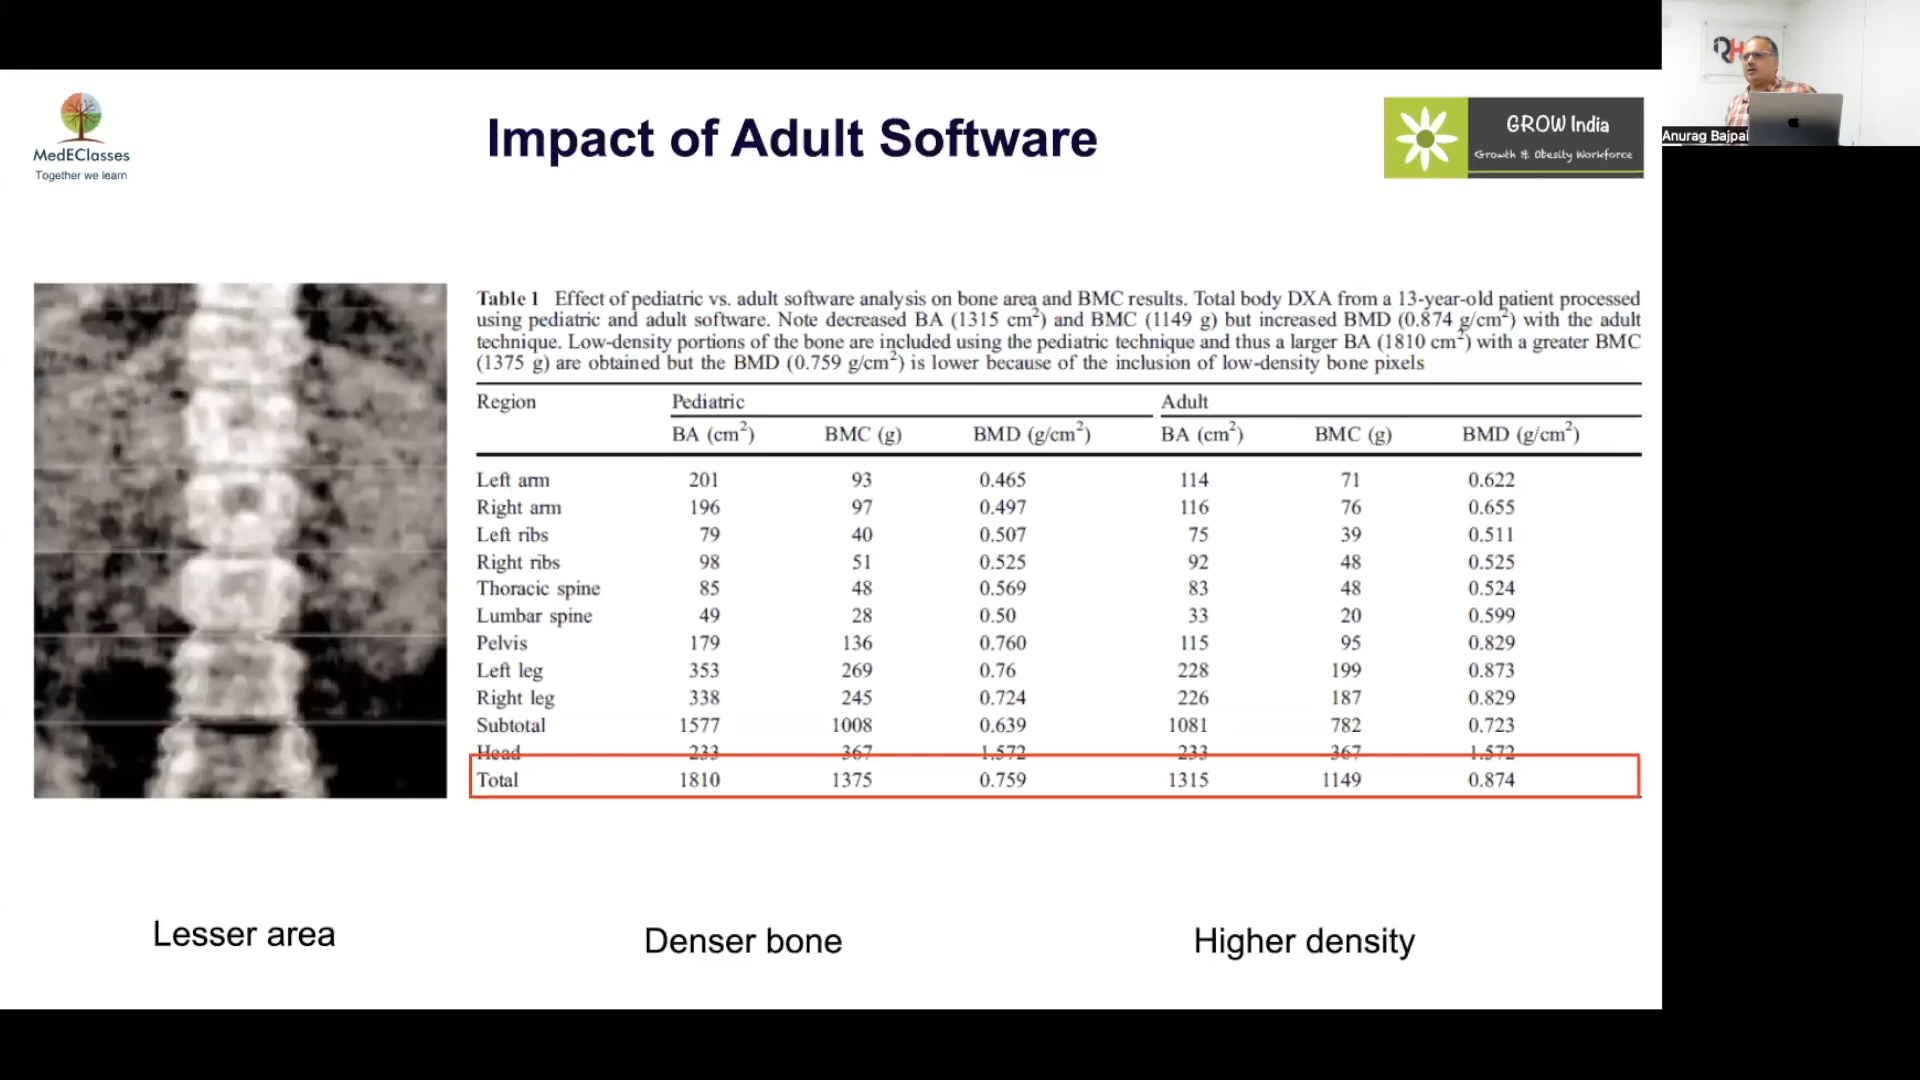 MedEClasses
Together we learn
Impact of Adult Software
GROW India
Growth & Obesity Workforce
RH
Anurag Bajpai
Table 1 Effect of pediatric vs. adult software analysis on bone area and BMC results. Total body DXA from a 13-year-old patient processed
using pediatric and adult software. Note decreased BA (1315 cm²) and BMC (1149 g) but increased BMD (0.874 g/cm²) with the adult
technique. Low-density portions of the bone are included using the pediatric technique and thus a larger BA (1810 cm²) with a greater BMC
(1375 g) are obtained but the BMD (0.759 g/cm²) is lower because of the inclusion of low-density bone pixels
Region Pediatric Adult
BA (cm²) BMC (g) BMD (g/cm²) BA (cm²) BMC (g) BMD (g/cm²)
Left arm 201 93 0.465 114 71 0.622
Right arm 196 97 0.497 116 76 0.655
Left ribs 79 40 0.507 75 39 0.511
Right ribs 98 51 0.525 92 48 0.525
Thoracic spine 85 48 0.569 83 48 0.524
Lumbar spine 49 28 0.50 33 20 0.599
Pelvis 179 136 0.760 115 95 0.829
Left leg 353 269 0.76 228 199 0.873
Right leg 338 245 0.724 226 187 0.829
Subtotal 1577 1008 0.639 1081 782 0.723
Head 233 367 1.572 233 367 1.572
Total 1810 1375 0.759 1315 1149 0.874
Lesser area
Denser bone
Higher density